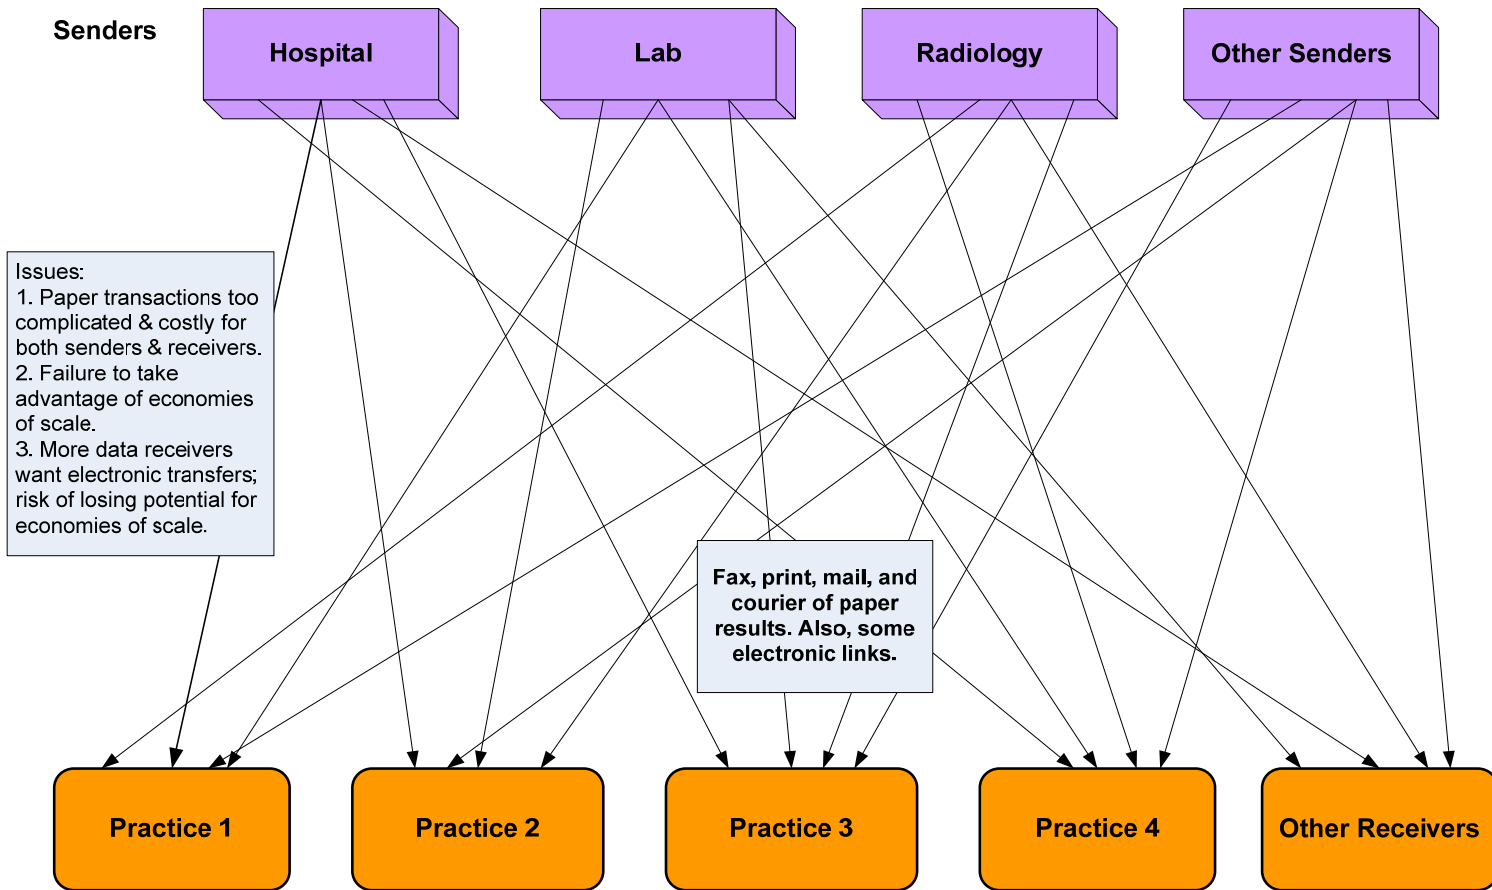 Senders
Hospital
Lab
Radiology
Other Senders
Issues:
1. Paper transactions too
complicated & costly for
both senders & receivers.
2. Failure to take
advantage of economies
of scale.
3. More data receivers
want electronic transfers;
risk of losing potential for
economies of scale.
Fax, print, mail, and
courier of paper
results. Also, some
electronic links.
Practice 1
Practice 2
Practice 3
Practice 4
Other Receivers